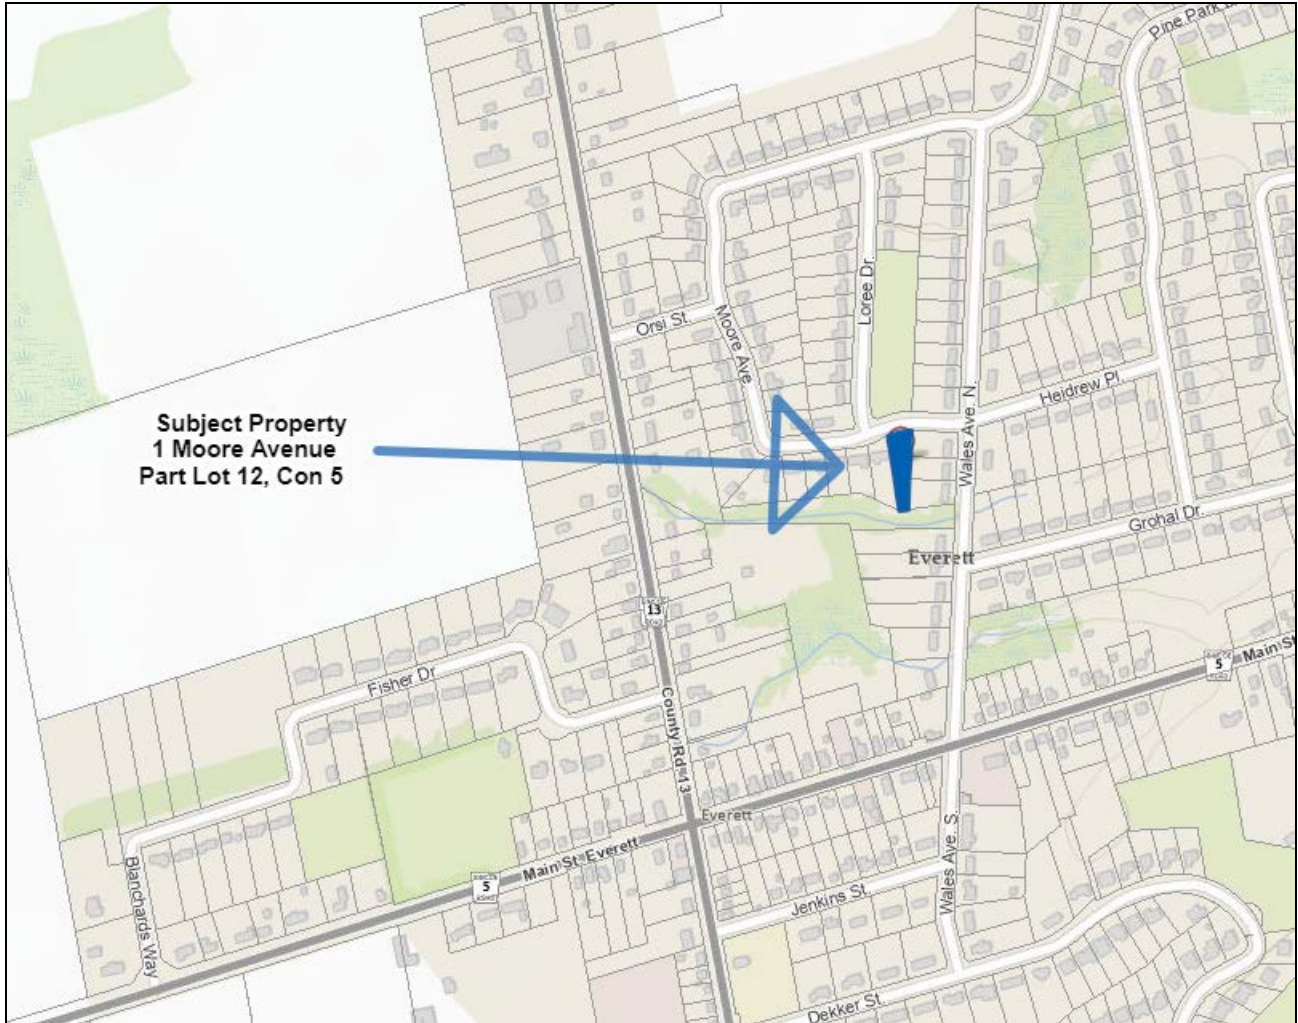 Pine Park
Loree Dr.
Orsi St.
Moore Ave.
Heidrew Pl.
Wales Ave. N.
Subject Property
1 Moore Avenue
Part Lot 12, Con 5
Grohal Dr.
Everett
13
Fisher Dr
5
Main St
County Rd 13
Everett
Main St Everett
5
Wales Ave. S.
Blanchards Way
Jenkins St.
Dekker St.